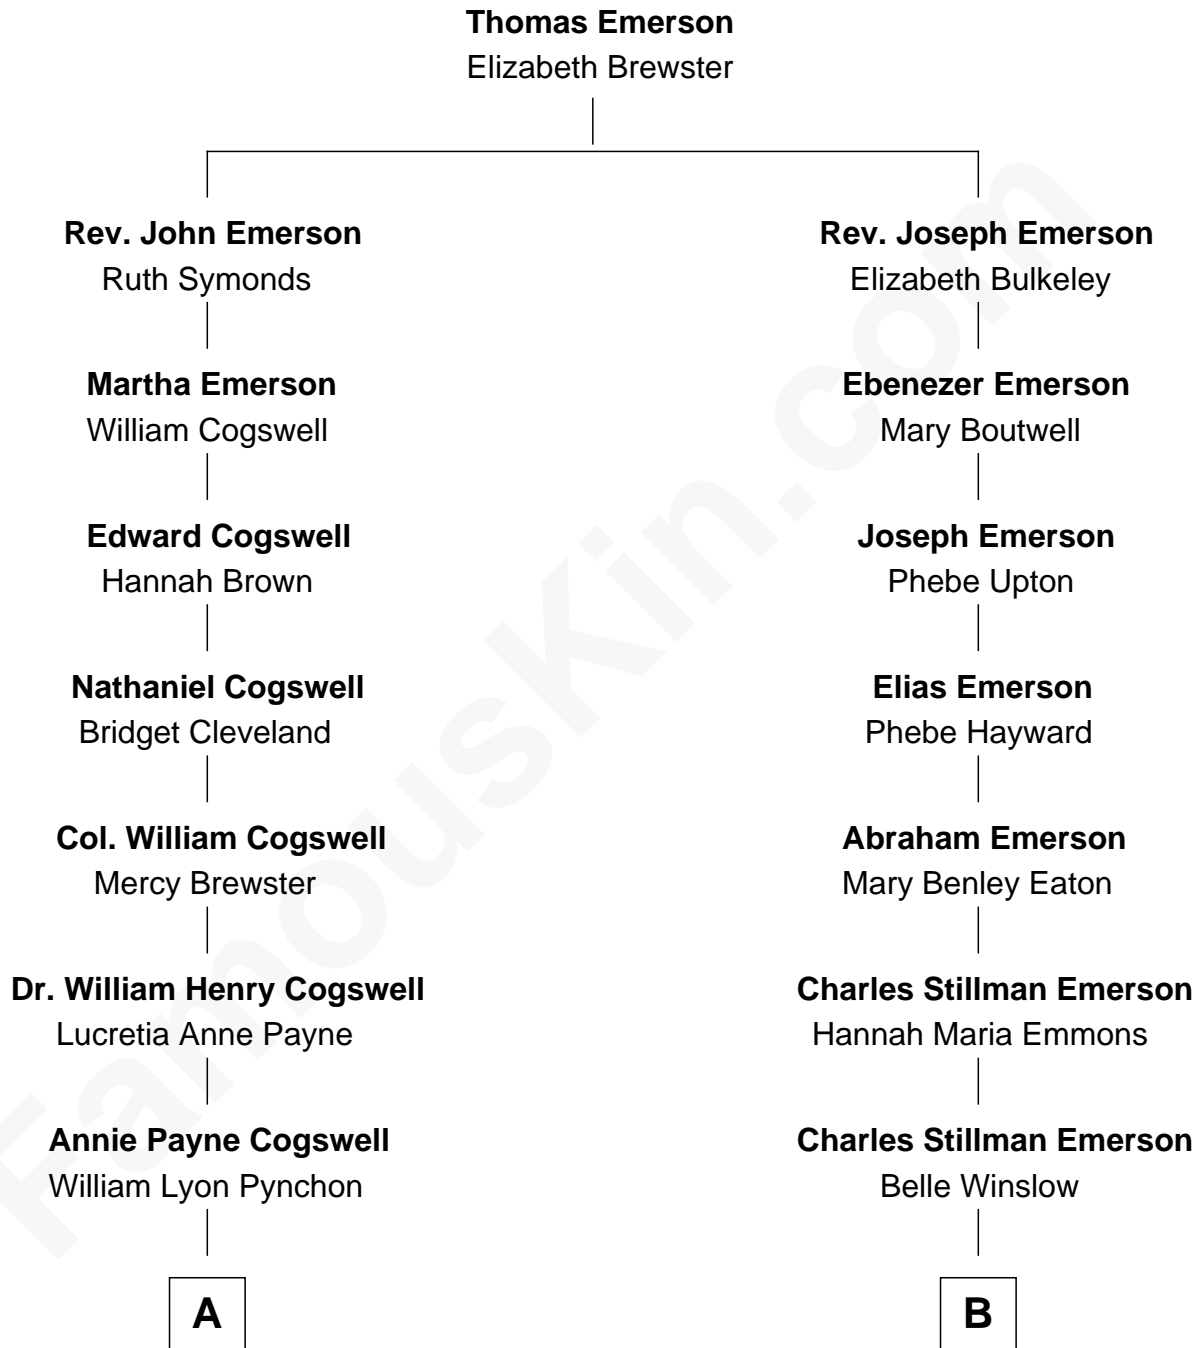 Thomas Emerson
Elizabeth Brewster
Rev. John Emerson
Ruth Symonds
Martha Emerson
William Cogswell
Edward Cogswell
Hannah Brown
Nathaniel Cogswell
Bridget Cleveland
Col. William Cogswell
Mercy Brewster
Dr. William Henry Cogswell
Lucretia Anne Payne
Annie Payne Cogswell
William Lyon Pynchon
A
Rev. Joseph Emerson
Elizabeth Bulkeley
Ebenezer Emerson
Mary Boutwell
Joseph Emerson
Phebe Upton
Elias Emerson
Phebe Hayward
Abraham Emerson
Mary Benley Eaton
Charles Stillman Emerson
Hannah Maria Emmons
Charles Stillman Emerson
Belle Winslow
B
FamousKin.com